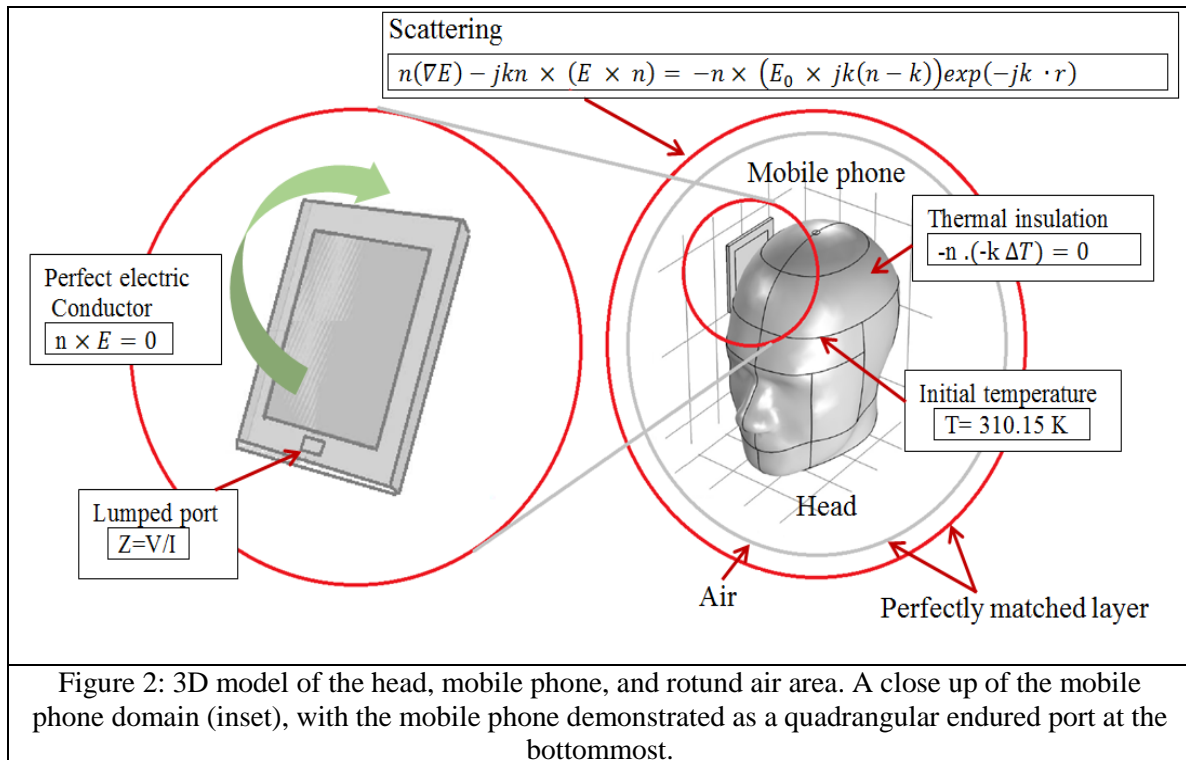 Scattering
n(∇E) − jkn × (E × n) = −n × (E₀ × jk(n − k))exp(−jk · r)
Mobile phone
Thermal insulation
-n .(-k ΔT) = 0
Perfect electric
Conductor
n × E = 0
Initial temperature
T= 310.15 K
Lumped port
Z=V/I
Head
Air
Perfectly matched layer
Figure 2: 3D model of the head, mobile phone, and rotund air area. A close up of the mobile
phone domain (inset), with the mobile phone demonstrated as a quadrangular endured port at the
bottommost.